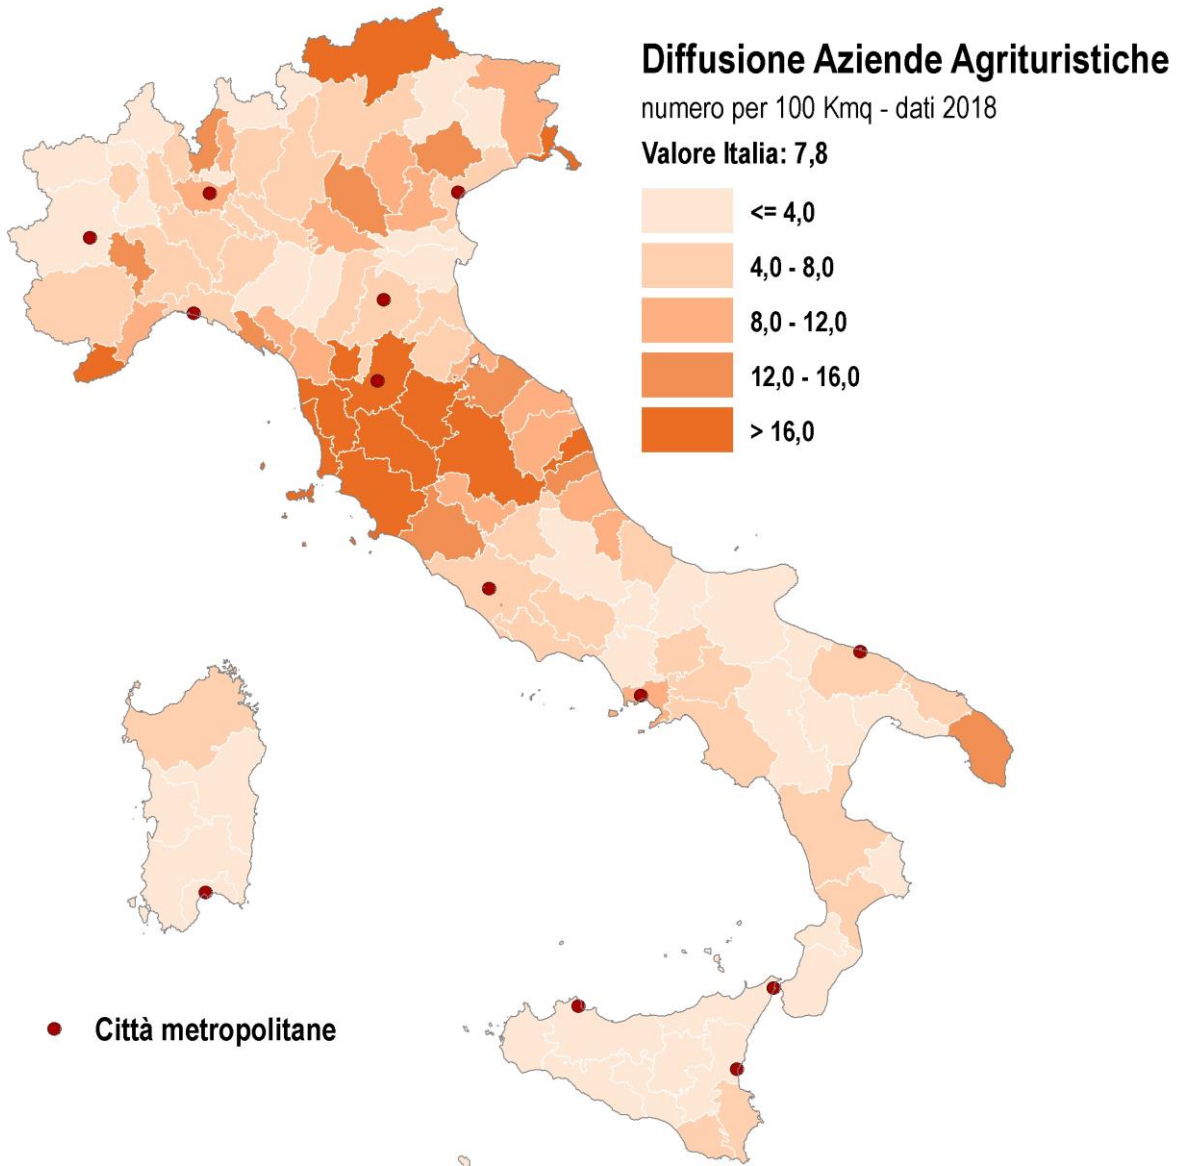 Diffusione Aziende Agrituristiche
numero per 100 Kmq - dati 2018
Valore Italia: 7,8
<= 4,0
4,0 - 8,0
8,0 - 12,0
12,0 - 16,0
> 16,0
Città metropolitane